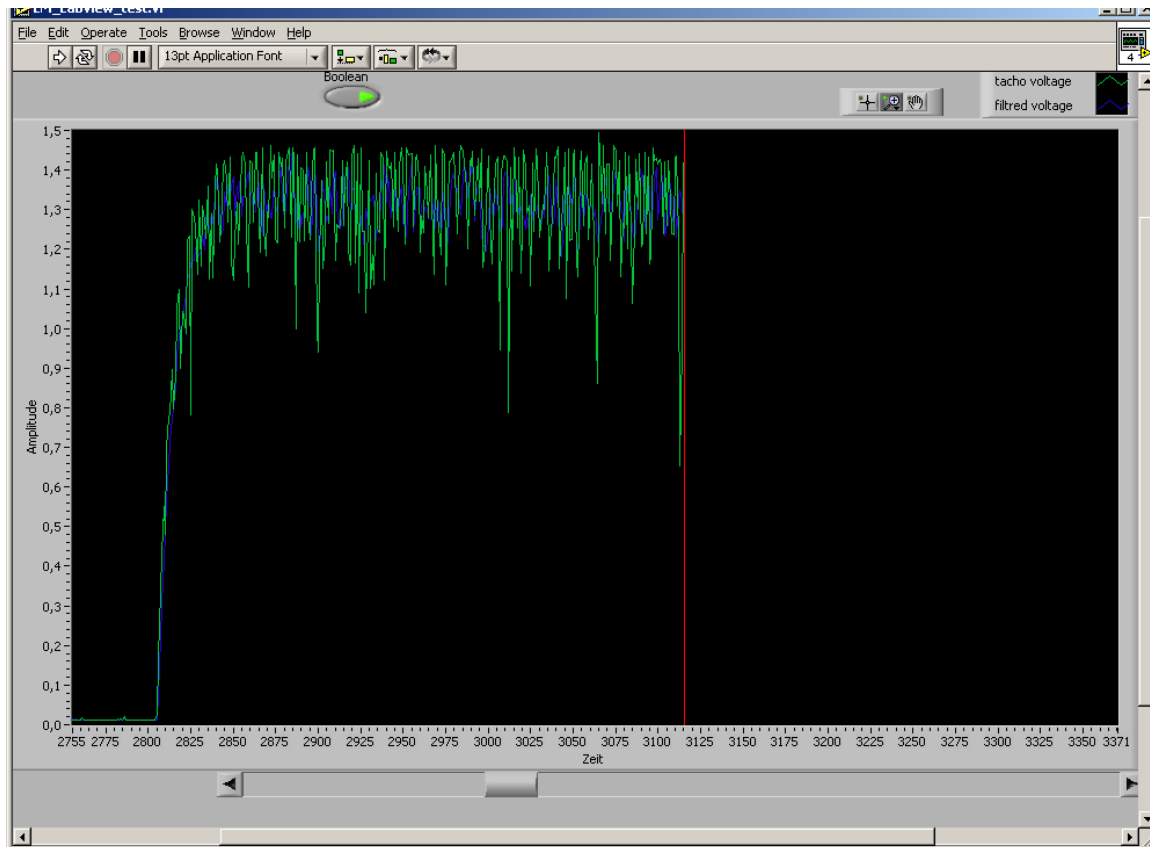 File Edit Operate Tools Browse Window Help
13pt Application Font
4
Boolean
tacho voltage
filtred voltage
1,5
1,4
1,3
1,2
1,1
1,0
0,9
0,8
0,7
0,6
0,5
0,4
0,3
0,2
0,1
0,0
Amplitude
2755 2775 2800 2825 2850 2875 2900 2925 2950 2975 3000 3025 3050 3075 3100 3125 3150 3175 3200 3225 3250 3275 3300 3325 3350 3371
Zeit